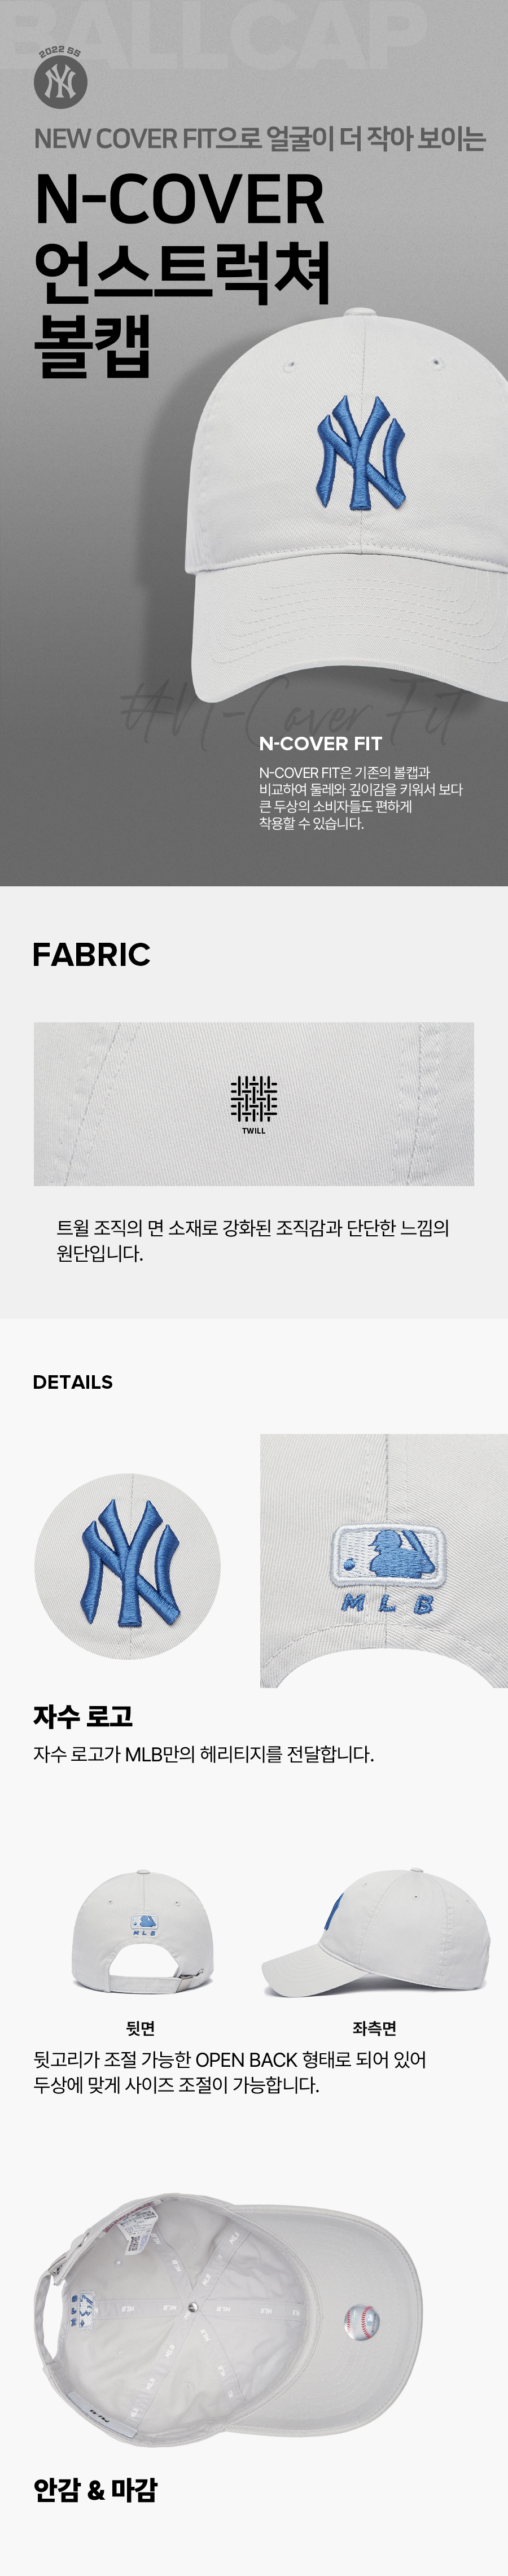 BALLCAP
2022 SS
NY
NEW COVER FIT으로 얼굴이 더 작아 보이는
N-COVER
언스트럭쳐
볼캡
NY
#N-Cover Fit
N-COVER FIT
N-COVER FIT은 기존의 볼캡과
비교하여 둘레와 깊이감을 키워서 보다
큰 두상의 소비자들도 편하게
착용할 수 있습니다.
FABRIC
TWILL
트윌 조직의 면 소재로 강화된 조직감과 단단한 느낌의
원단입니다.
DETAILS
NY
MLB
자수 로고
자수 로고가 MLB만의 헤리티지를 전달합니다.
MLB
뒷면
좌측면
뒷고리가 조절 가능한 OPEN BACK 형태로 되어 있어
두상에 맞게 사이즈 조절이 가능합니다.
안감 & 마감